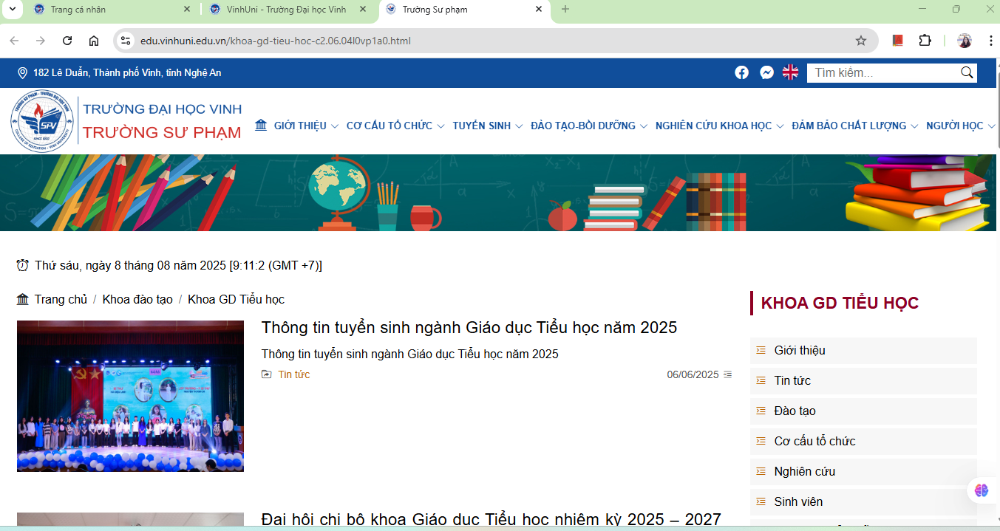 Trang cá nhân
VinhUni - Trường Đại học Vinh
Trường Sư phạm
edu.vinhuni.edu.vn/khoa-gd-tieu-hoc-c2.06.04l0vp1a0.html
182 Lê Duẩn, Thành phố Vinh, tỉnh Nghệ An
Tìm kiếm...
TRƯỜNG ĐẠI HỌC VINH
TRƯỜNG SƯ PHẠM
SPV
GIỚI THIỆU
CƠ CẤU TỔ CHỨC
TUYỂN SINH
ĐÀO TẠO-BỒI DƯỠNG
NGHIÊN CỨU KHOA HỌC
ĐẢM BẢO CHẤT LƯỢNG
NGƯỜI HỌC
Thứ sáu, ngày 8 tháng 08 năm 2025 [9:11:2 (GMT +7)]
Trang chủ / Khoa đào tạo / Khoa GD Tiểu học
Thông tin tuyển sinh ngành Giáo dục Tiểu học năm 2025
Thông tin tuyển sinh ngành Giáo dục Tiểu học năm 2025
Tin tức
06/06/2025
Đại hội chi bộ khoa Giáo dục Tiểu học nhiệm kỳ 2025 – 2027
KHOA GD TIỂU HỌC
Giới thiệu
Tin tức
Đào tạo
Cơ cấu tổ chức
Nghiên cứu
Sinh viên